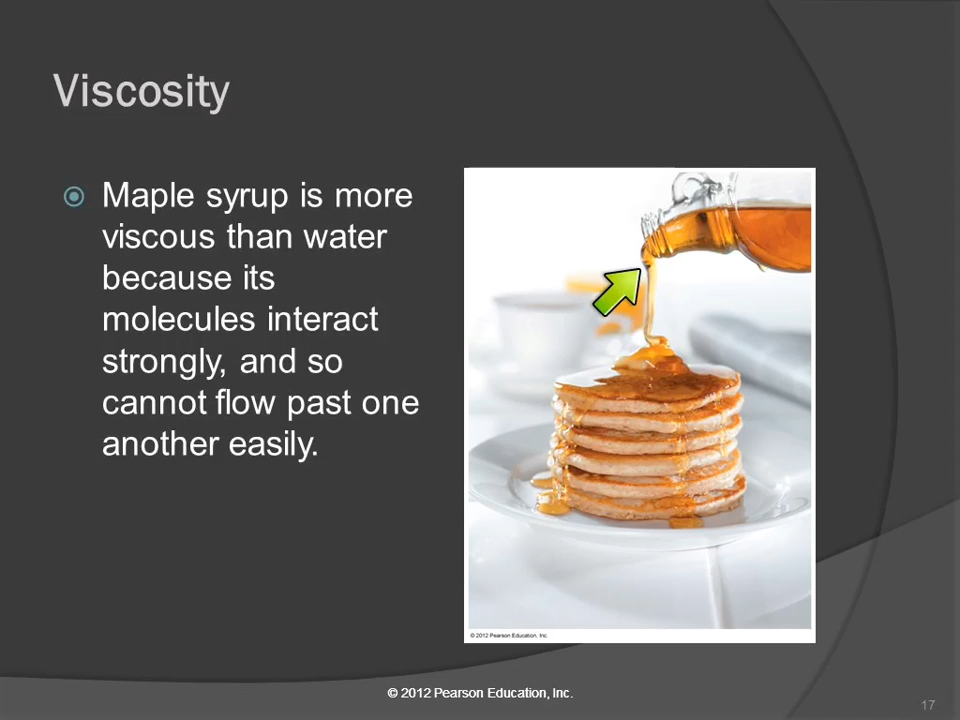 Viscosity
Maple syrup is more
viscous than water
because its
molecules interact
strongly, and so
cannot flow past one
another easily.
© 2012 Pearson Education, Inc.
© 2012 Pearson Education, Inc.
17